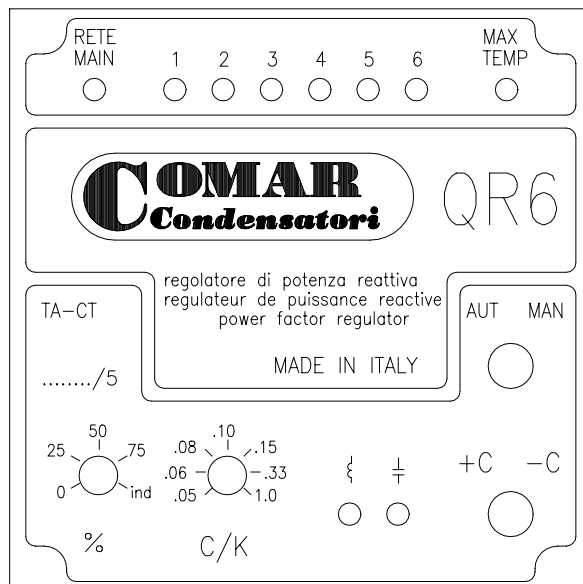 RETE MAIN
1 2 3 4 5 6
MAX TEMP
COMAR
Condensatori
QR6
regolatore di potenza reattiva
regulateur de puissance reactive
power factor regulator
MADE IN ITALY
TA-CT
......../5
AUT MAN
0 25 50 75 ind
%
.05 .06 .08 .10 .15 .33 1.0
C/K
+C -C